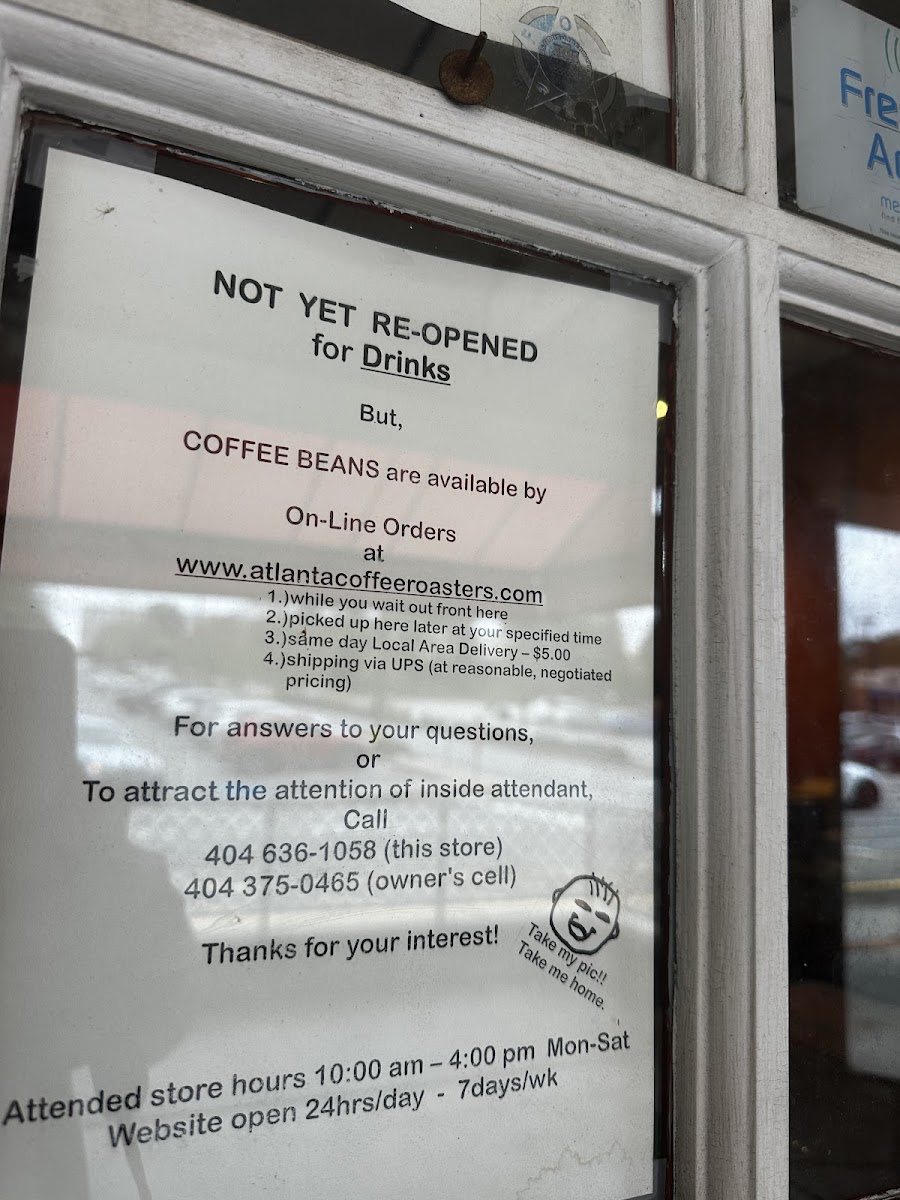 NOT YET RE-OPENED
for Drinks
But,
COFFEE BEANS are available by
On-Line Orders
at
www.atlantacoffeeroasters.com
1.)while you wait out front here
2.)picked up here later at your specified time
3.)same day Local Area Delivery – $5.00
4.)shipping via UPS (at reasonable, negotiated
pricing)
For answers to your questions,
or
To attract the attention of inside attendant,
Call
404 636-1058 (this store)
404 375-0465 (owner's cell)
Thanks for your interest!
Take my pic!!
Take me home.
Attended store hours 10:00 am – 4:00 pm Mon-Sat
Website open 24hrs/day - 7days/wk
Fre